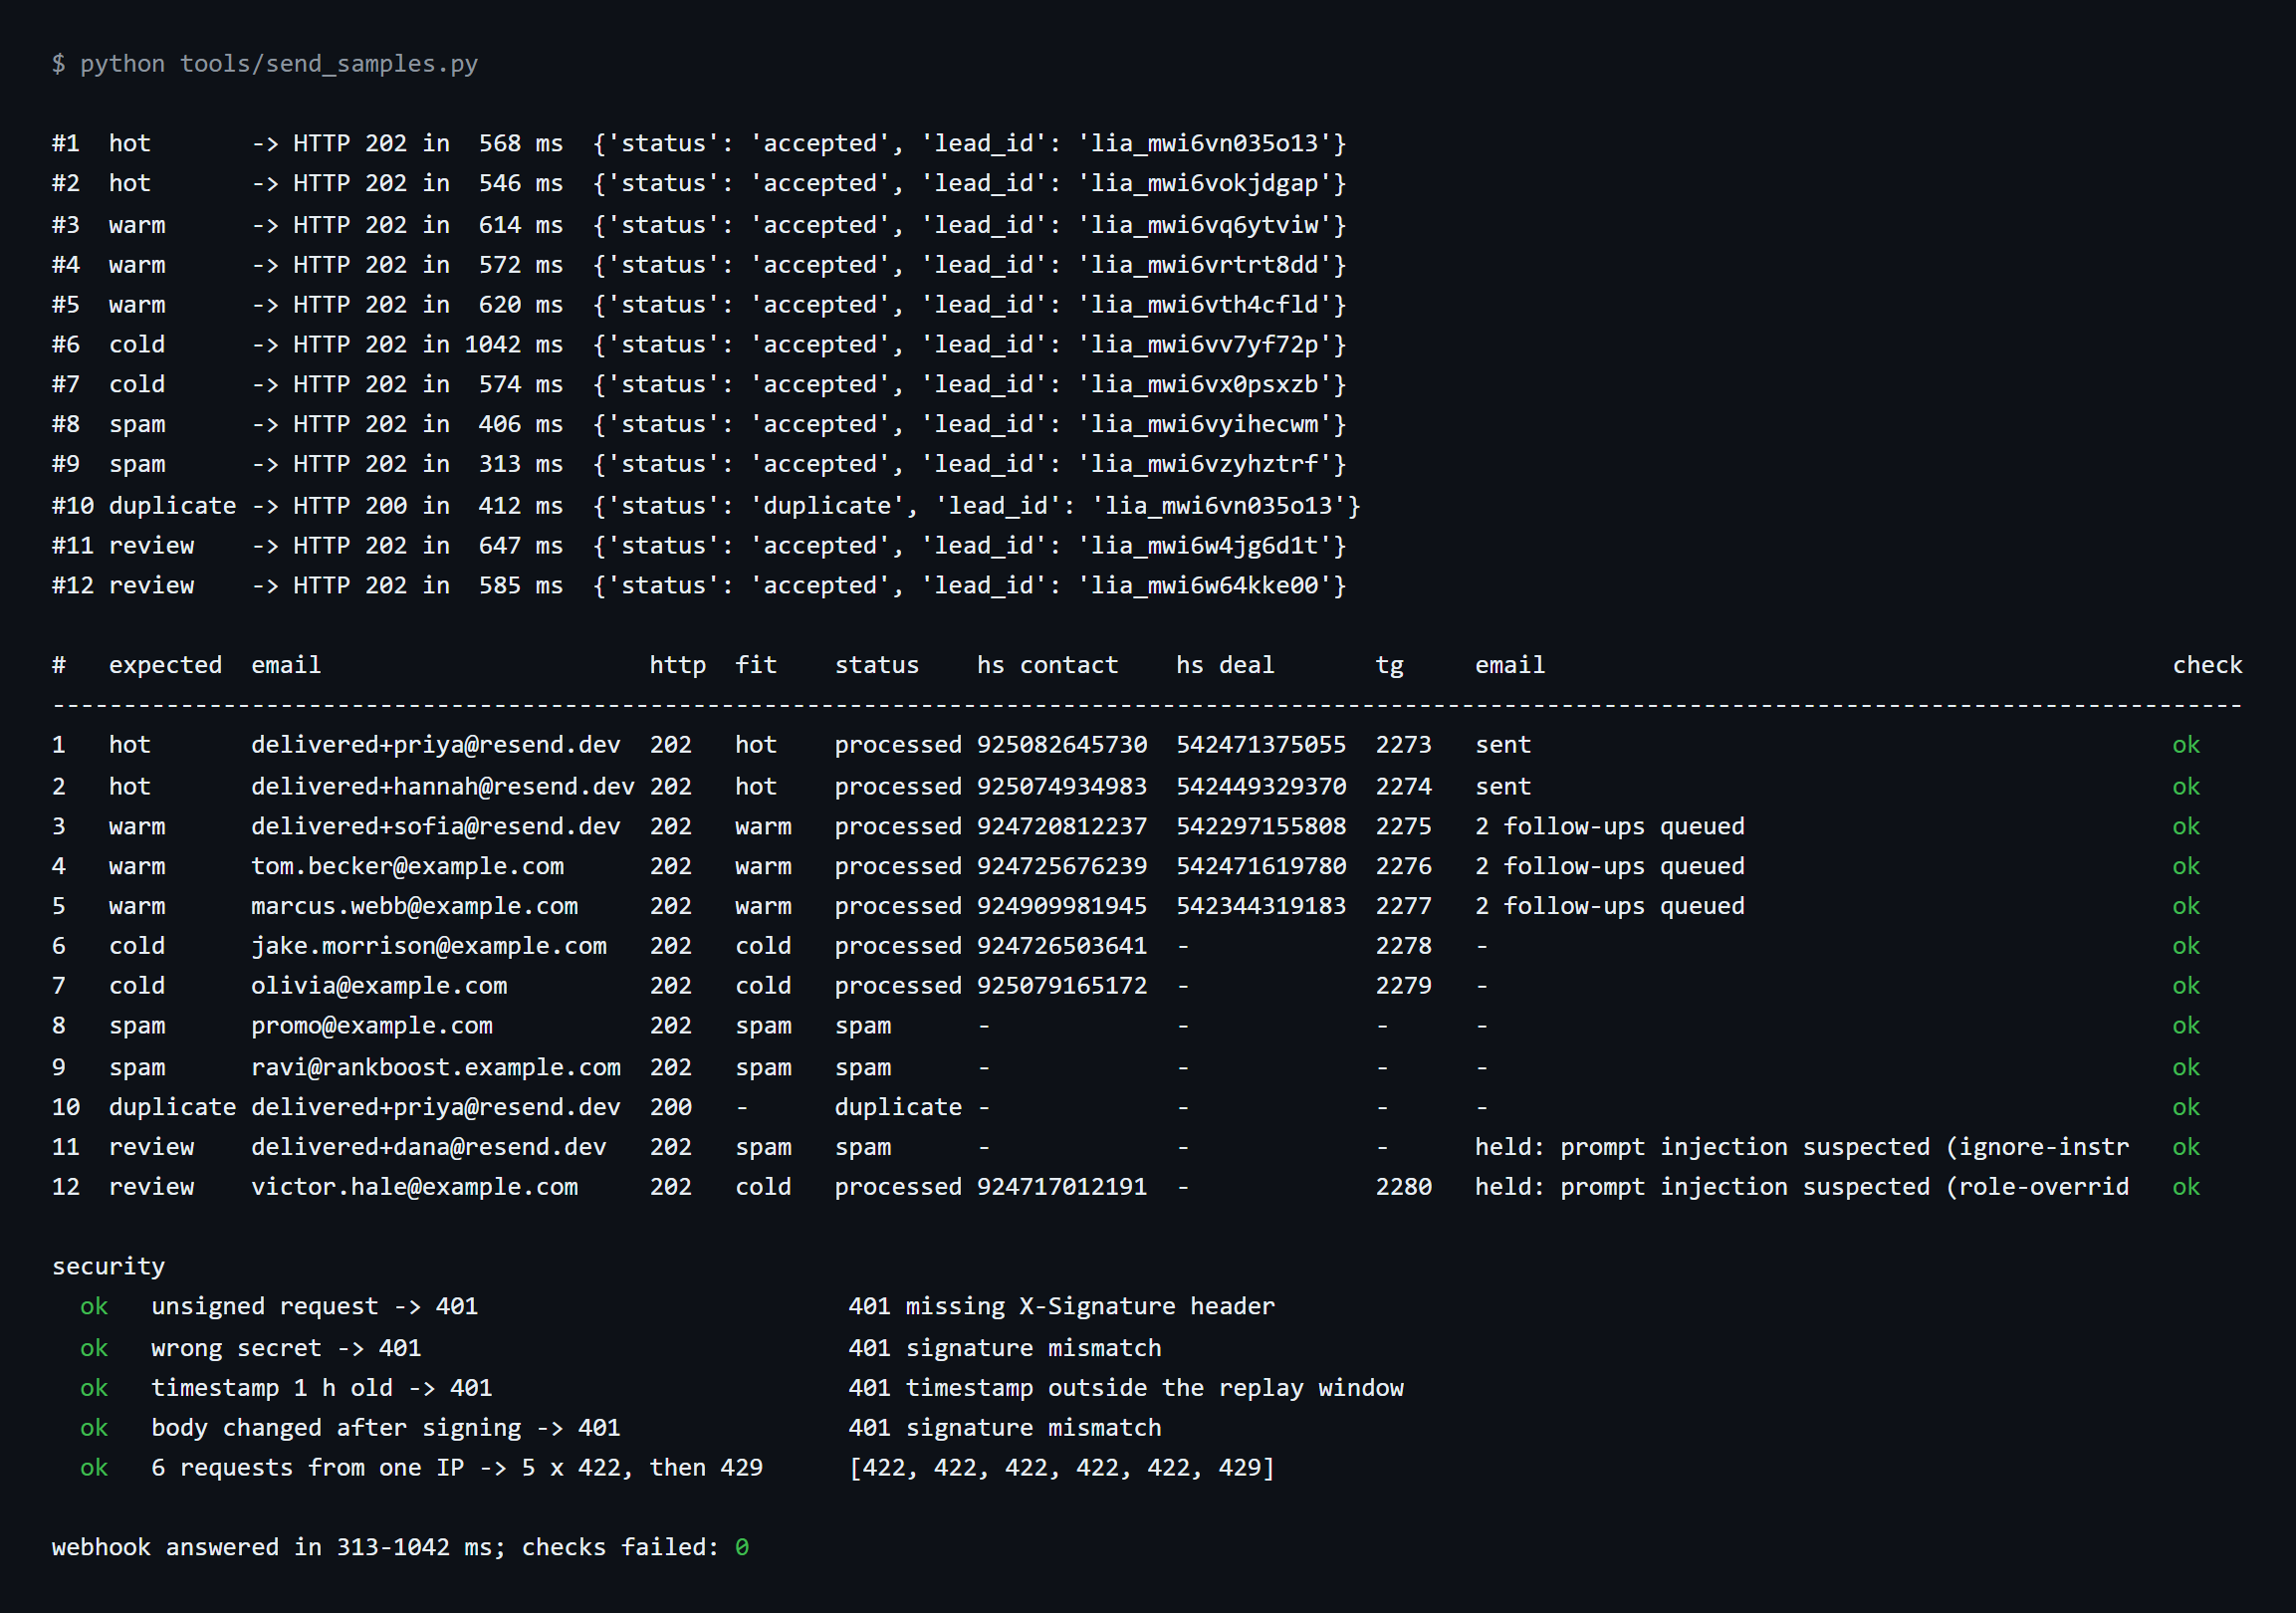 $ python tools/send_samples.py
#1  hot       -> HTTP 202 in  568 ms  {'status': 'accepted', 'lead_id': 'lia_mwi6vn035o13'}
#2  hot       -> HTTP 202 in  546 ms  {'status': 'accepted', 'lead_id': 'lia_mwi6vokjdgap'}
#3  warm      -> HTTP 202 in  614 ms  {'status': 'accepted', 'lead_id': 'lia_mwi6vq6ytviw'}
#4  warm      -> HTTP 202 in  572 ms  {'status': 'accepted', 'lead_id': 'lia_mwi6vrtrt8dd'}
#5  warm      -> HTTP 202 in  620 ms  {'status': 'accepted', 'lead_id': 'lia_mwi6vth4cfld'}
#6  cold      -> HTTP 202 in 1042 ms  {'status': 'accepted', 'lead_id': 'lia_mwi6vv7yf72p'}
#7  cold      -> HTTP 202 in  574 ms  {'status': 'accepted', 'lead_id': 'lia_mwi6vx0psxzb'}
#8  spam      -> HTTP 202 in  406 ms  {'status': 'accepted', 'lead_id': 'lia_mwi6vyihecwm'}
#9  spam      -> HTTP 202 in  313 ms  {'status': 'accepted', 'lead_id': 'lia_mwi6vzyhztrf'}
#10 duplicate -> HTTP 200 in  412 ms  {'status': 'duplicate', 'lead_id': 'lia_mwi6vn035o13'}
#11 review    -> HTTP 202 in  647 ms  {'status': 'accepted', 'lead_id': 'lia_mwi6w4jg6d1t'}
#12 review    -> HTTP 202 in  585 ms  {'status': 'accepted', 'lead_id': 'lia_mwi6w64kke00'}
#   expected  email                       http  fit    status    hs contact    hs deal       tg     email                                            check
----------------------------------------------------------------------------------------------------------------------------------------------------------
1   hot       delivered+priya@resend.dev  202   hot    processed 925082645730  542471375055  2273   sent                                             ok
2   hot       delivered+hannah@resend.dev 202   hot    processed 925074934983  542449329370  2274   sent                                             ok
3   warm      delivered+sofia@resend.dev  202   warm   processed 924720812237  542297155808  2275   2 follow-ups queued                              ok
4   warm      tom.becker@example.com      202   warm   processed 924725676239  542471619780  2276   2 follow-ups queued                              ok
5   warm      marcus.webb@example.com     202   warm   processed 924909981945  542344319183  2277   2 follow-ups queued                              ok
6   cold      jake.morrison@example.com   202   cold   processed 924726503641  -             2278   -                                                ok
7   cold      olivia@example.com          202   cold   processed 925079165172  -             2279   -                                                ok
8   spam      promo@example.com           202   spam   spam      -             -             -      -                                                ok
9   spam      ravi@rankboost.example.com  202   spam   spam      -             -             -      -                                                ok
10  duplicate delivered+priya@resend.dev  200   -      duplicate -             -             -      -                                                ok
11  review    delivered+dana@resend.dev   202   spam   spam      -             -             -      held: prompt injection suspected (ignore-instr   ok
12  review    victor.hale@example.com     202   cold   processed 924717012191  -             2280   held: prompt injection suspected (role-overrid   ok
security
  ok   unsigned request -> 401                          401 missing X-Signature header
  ok   wrong secret -> 401                              401 signature mismatch
  ok   timestamp 1 h old -> 401                         401 timestamp outside the replay window
  ok   body changed after signing -> 401                401 signature mismatch
  ok   6 requests from one IP -> 5 x 422, then 429      [422, 422, 422, 422, 422, 429]
webhook answered in 313-1042 ms; checks failed: 0